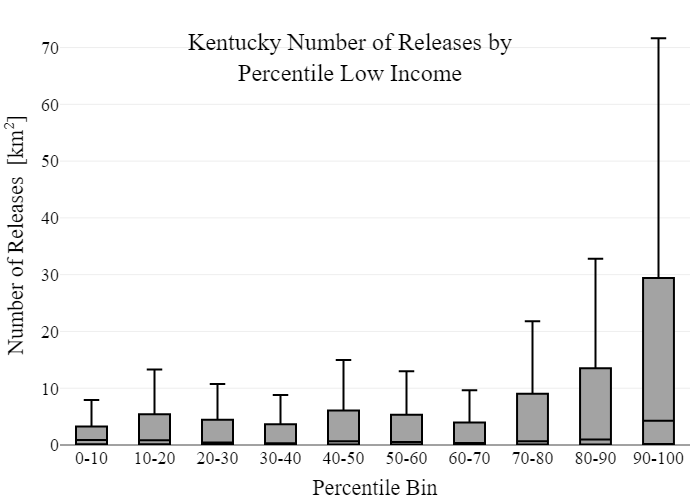 Kentucky Number of Releases by
Percentile Low Income
Number of Releases [km²]
70
60
50
40
30
20
10
0
0-10 10-20 20-30 30-40 40-50 50-60 60-70 70-80 80-90 90-100
Percentile Bin